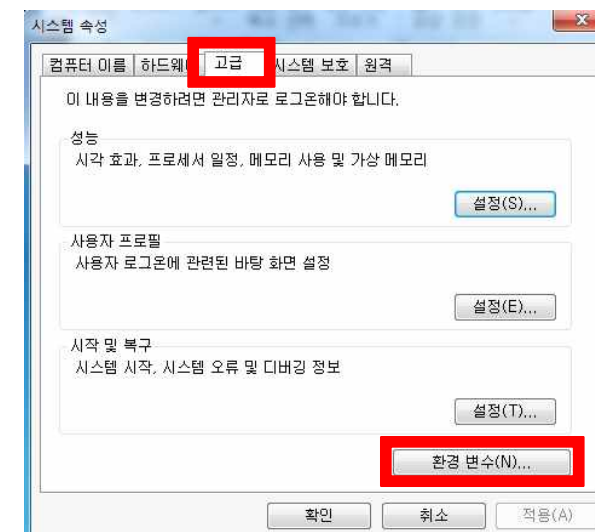 시스템 속성
컴퓨터 이름 하드웨어 고급 시스템 보호 원격
이 내용을 변경하려면 관리자로 로그온해야 합니다.
성능
시각 효과, 프로세서 일정, 메모리 사용 및 가상 메모리
설정(S)...
사용자 프로필
사용자 로그온에 관련된 바탕 화면 설정
설정(E)...
시작 및 복구
시스템 시작, 시스템 오류 및 디버깅 정보
설정(T)...
환경 변수(N)...
확인 취소 적용(A)